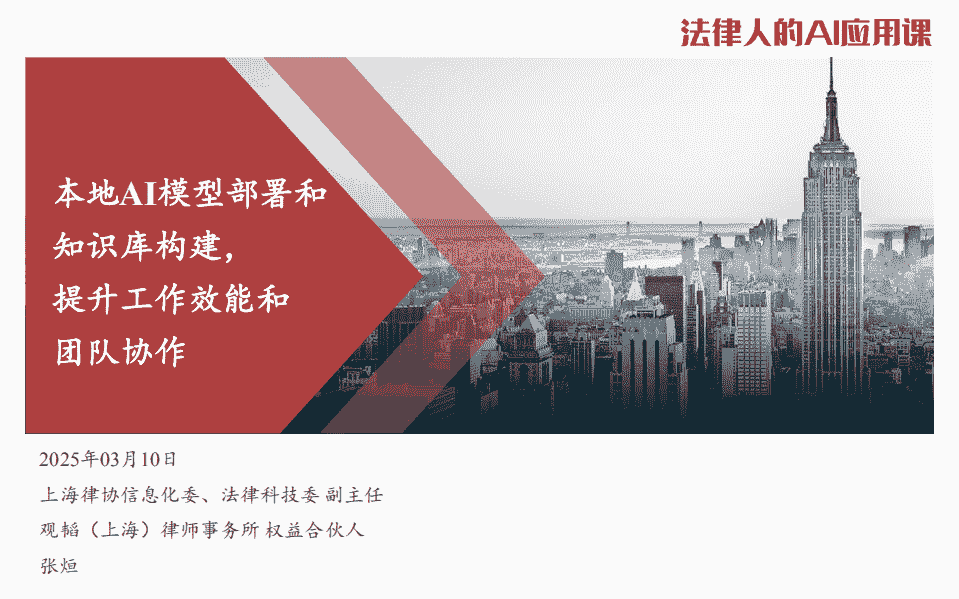 法律人的AI应用课
本地AI模型部署和
知识库构建，
提升工作效能和
团队协作
2025年03月10日
上海律协信息化委、法律科技委 副主任
观韬（上海）律师事务所 权益合伙人
张烜